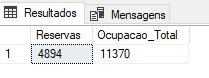 Resultados Mensagens
Reservas Ocupacao_Total
1 4894 11370